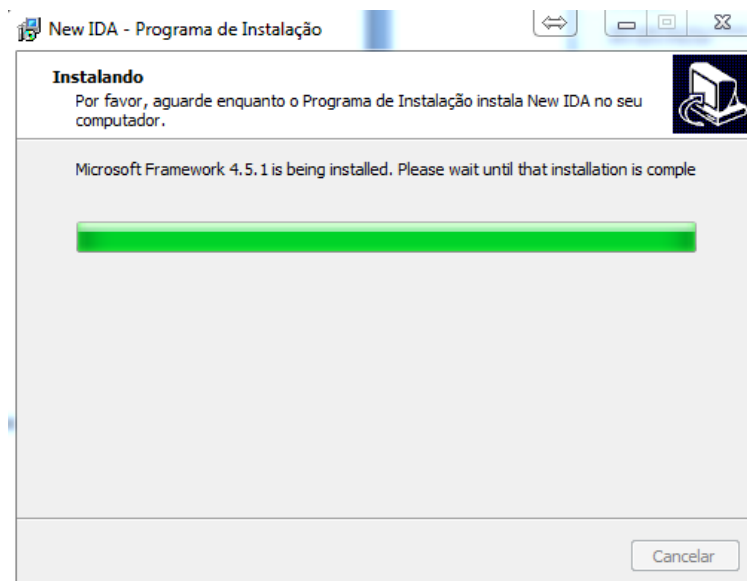 New IDA - Programa de Instalação
Instalando
Por favor, aguarde enquanto o Programa de Instalação instala New IDA no seu
computador.
Microsoft Framework 4.5.1 is being installed. Please wait until that installation is comple
Cancelar